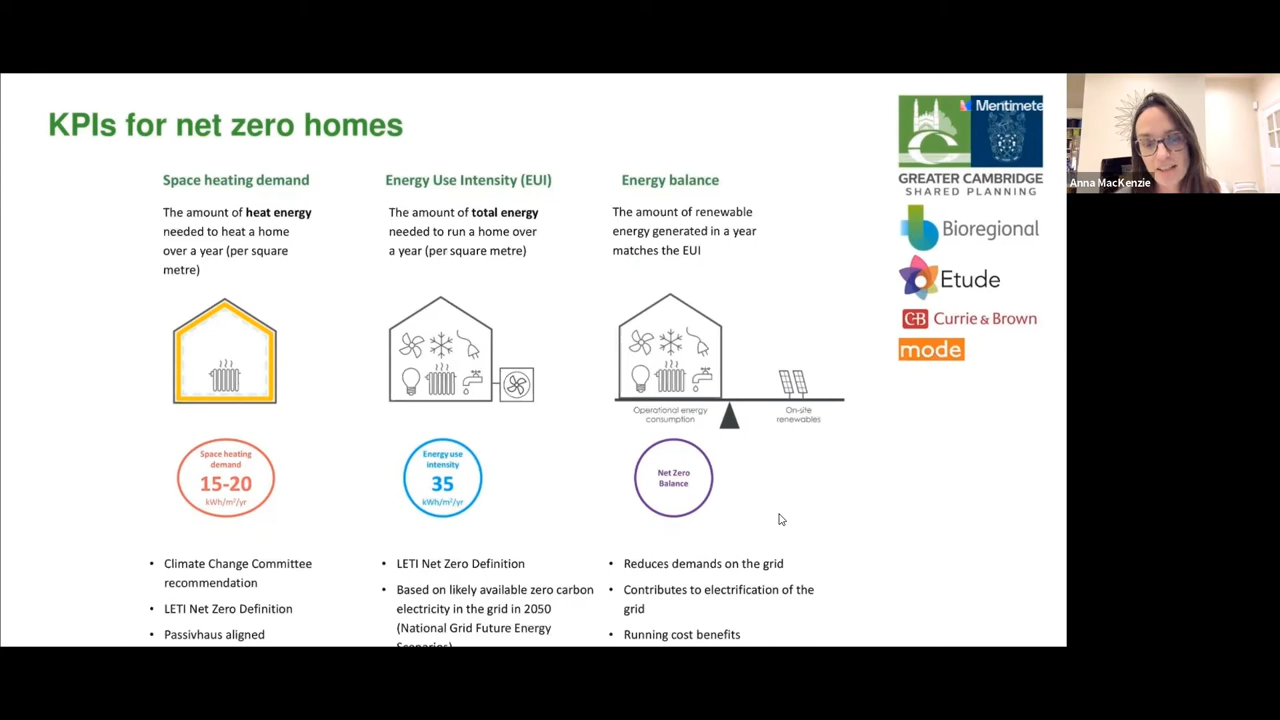 KPIs for net zero homes
Space heating demand
The amount of heat energy
needed to heat a home
over a year (per square
metre)
Space heating
demand
15-20
kWh/m²/yr
• Climate Change Committee
recommendation
• LETI Net Zero Definition
• Passivhaus aligned
Energy Use Intensity (EUI)
The amount of total energy
needed to run a home over
a year (per square metre)
Energy use
intensity
35
kWh/m²/yr
• LETI Net Zero Definition
• Based on likely available zero carbon
electricity in the grid in 2050
(National Grid Future Energy
Scenarios)
Energy balance
The amount of renewable
energy generated in a year
matches the EUI
Operational energy
consumption
On-site
renewables
Net Zero
Balance
• Reduces demands on the grid
• Contributes to electrification of the
grid
• Running cost benefits
Mentimete
GREATER CAMBRIDGE
SHARED PLANNING
Bioregional
Etude
C-B Currie & Brown
mode
Anna MacKenzie